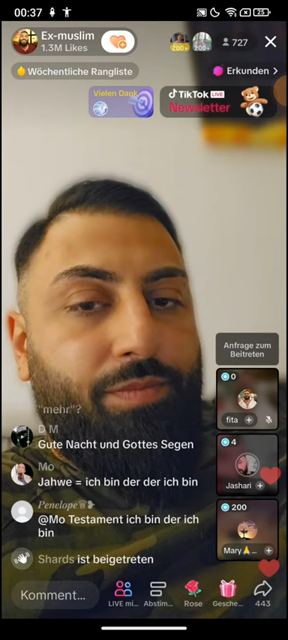 00:37
25
Ex-muslim
1.3M Likes
200+
200+
727
Wöchentliche Rangliste
Erkunden >
Vielen Dank
TikTok LIVE
Newsletter
Anfrage zum
Beitreten
0
fita +
4
Jashari +
200
Mary🙏... +
"mehr"?
D M
Gute Nacht und Gottes Segen
Mo
Jahwe = ich bin der der ich bin
Penelope
@Mo Testament ich bin der ich
bin
Shards ist beigetreten
Komment...
LIVE mi...
Abstim...
Rose
Gesche...
443